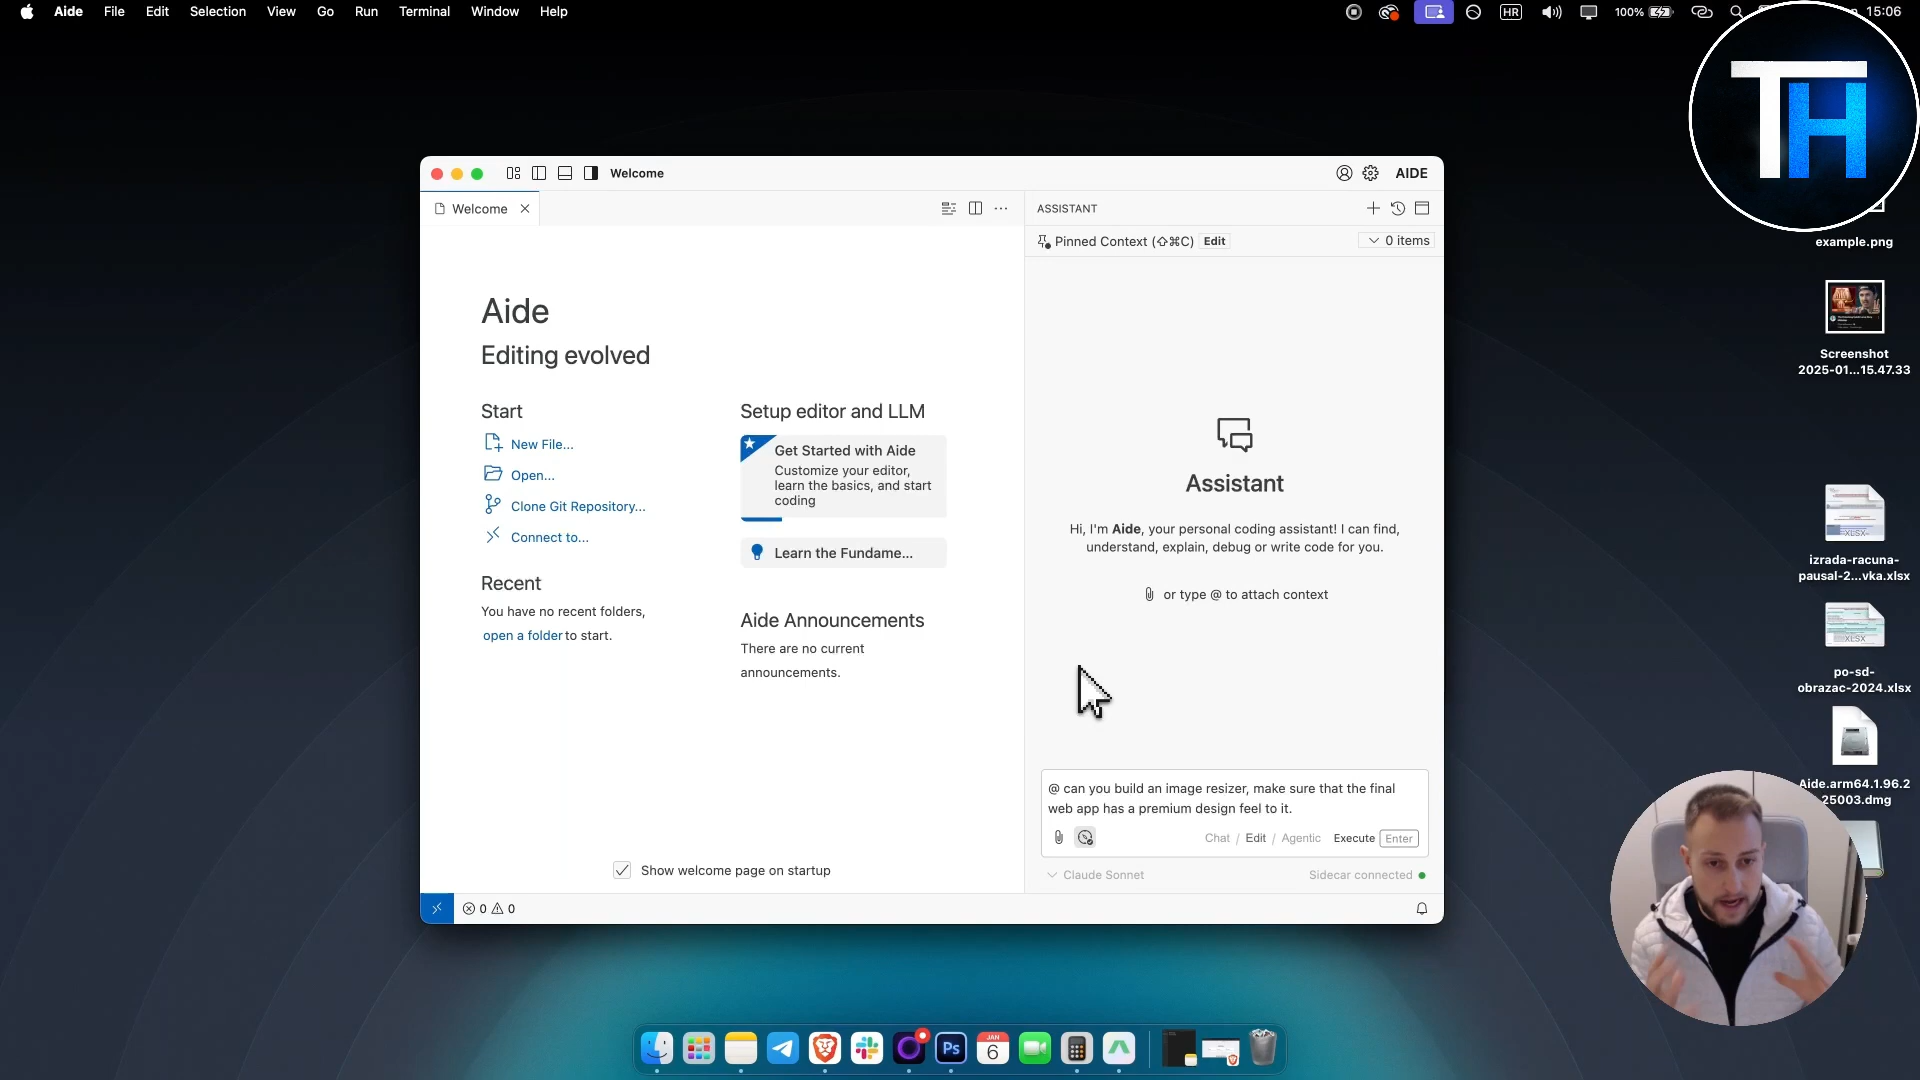 Aide File Edit Selection View Go Run Terminal Window Help
HR
100%
15:06
TH
example.png
Screenshot
2025-01...15.47.33
XLSX
izrada-racuna-
pausal-2...vka.xlsx
XLSX
po-sd-
obrazac-2024.xlsx
Aide.arm64.1.96.2
25003.dmg
Welcome
AIDE
Welcome
Aide
Editing evolved
Start
New File...
Open...
Clone Git Repository...
Connect to...
Recent
You have no recent folders,
open a folder to start.
Setup editor and LLM
Get Started with Aide
Customize your editor,
learn the basics, and start
coding
Learn the Fundame...
Aide Announcements
There are no current
announcements.
Show welcome page on startup
0 0
ASSISTANT
Pinned Context (⇧⌘C) Edit
0 items
Assistant
Hi, I'm Aide, your personal coding assistant! I can find,
understand, explain, debug or write code for you.
or type @ to attach context
@ can you build an image resizer, make sure that the final
web app has a premium design feel to it.
Chat / Edit / Agentic Execute Enter
Claude Sonnet
Sidecar connected
Ps
JAN
6